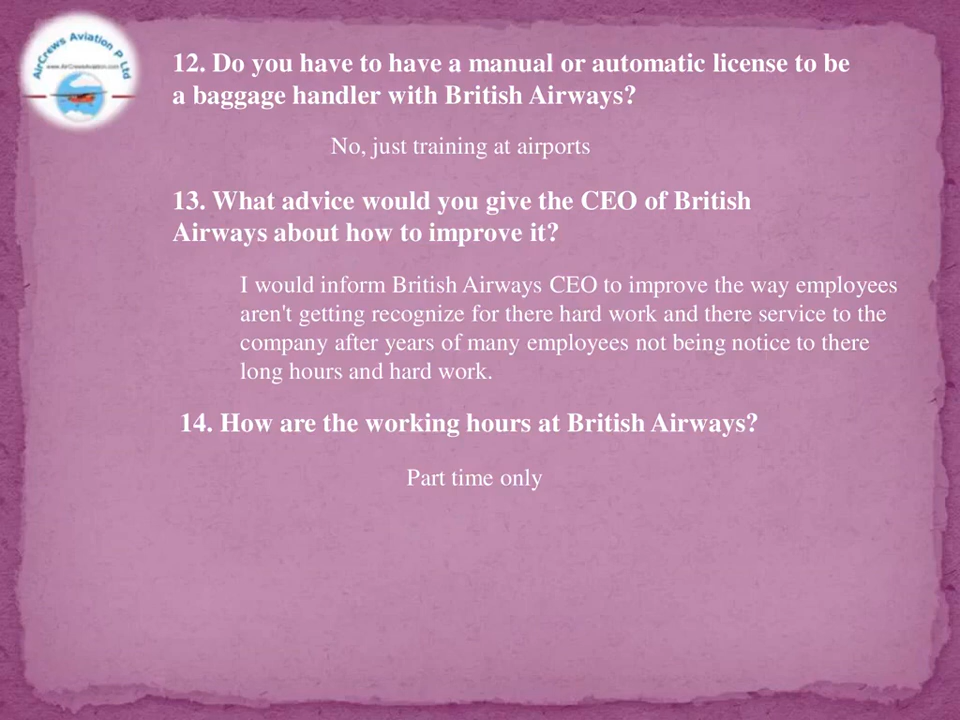 AirCrews Aviation P Ltd
www.AirCrewsAviation.com
12. Do you have to have a manual or automatic license to be
a baggage handler with British Airways?
No, just training at airports
13. What advice would you give the CEO of British
Airways about how to improve it?
I would inform British Airways CEO to improve the way employees
aren't getting recognize for there hard work and there service to the
company after years of many employees not being notice to there
long hours and hard work.
14. How are the working hours at British Airways?
Part time only